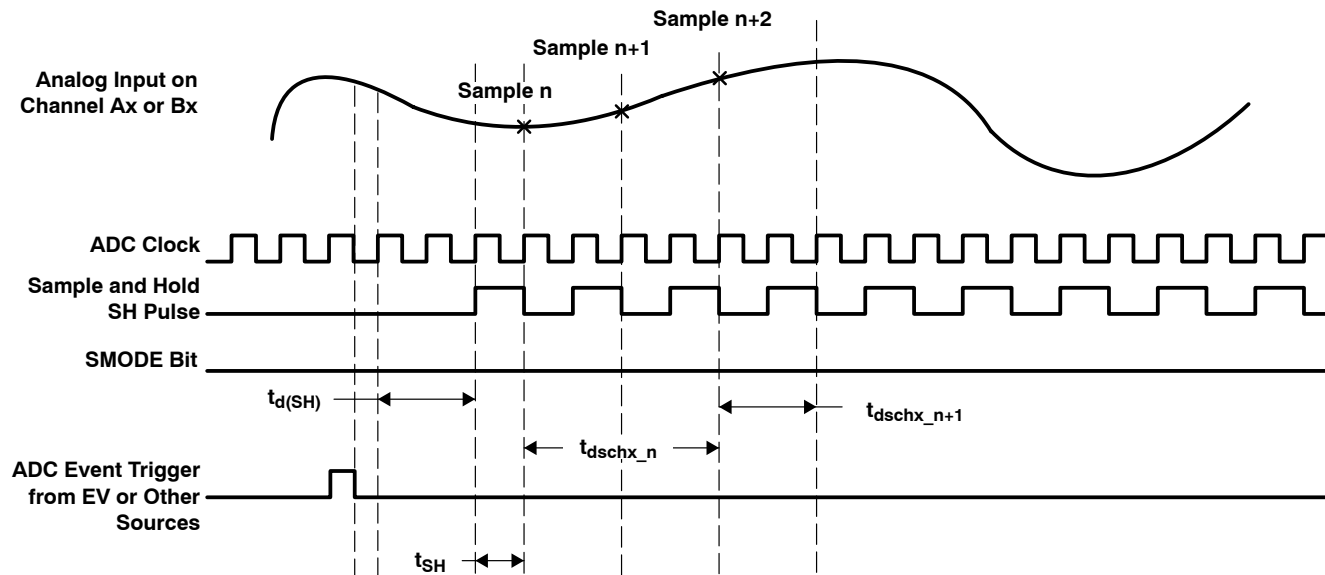 Sample n+2
Sample n+1
Analog Input on
Channel Ax or Bx
Sample n
ADC Clock
Sample and Hold
SH Pulse
SMODE Bit
td(SH)
tdschx_n+1
tdschx_n
ADC Event Trigger
from EV or Other
Sources
tSH